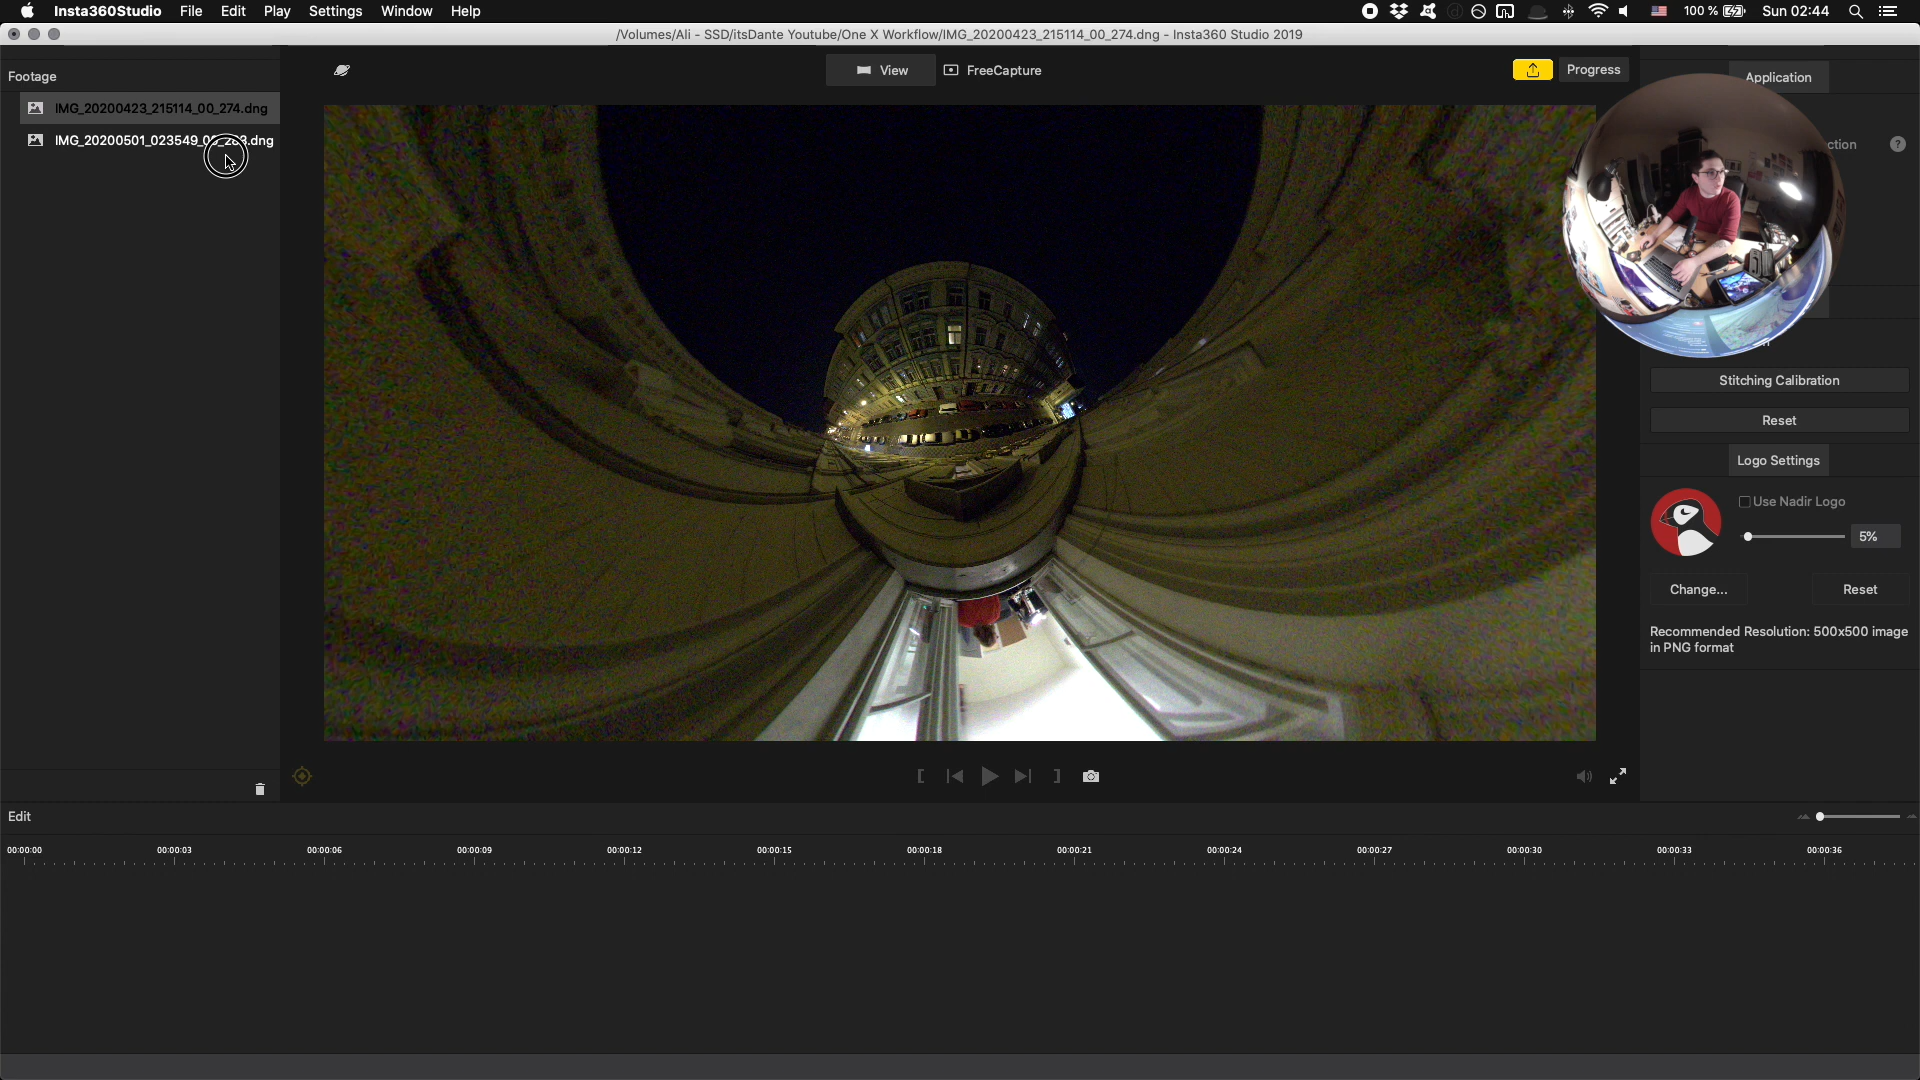 Insta360Studio File Edit Play Settings Window Help 100 % Sun 02:44
/Volumes/Ali - SSD/itsDante Youtube/One X Workflow/IMG_20200423_215114_00_274.dng - Insta360 Studio 2019
Footage
View
FreeCapture
Progress
Application
IMG_20200423_215114_00_274.dng
IMG_20200501_023549_
.dng
ction
?
Stitching Calibration
Reset
Logo Settings
Use Nadir Logo
5%
Change...
Reset
Recommended Resolution: 500x500 image
in PNG format
Edit
00:00:00 00:00:03 00:00:06 00:00:09 00:00:12 00:00:15 00:00:18 00:00:21 00:00:24 00:00:27 00:00:30 00:00:33 00:00:36